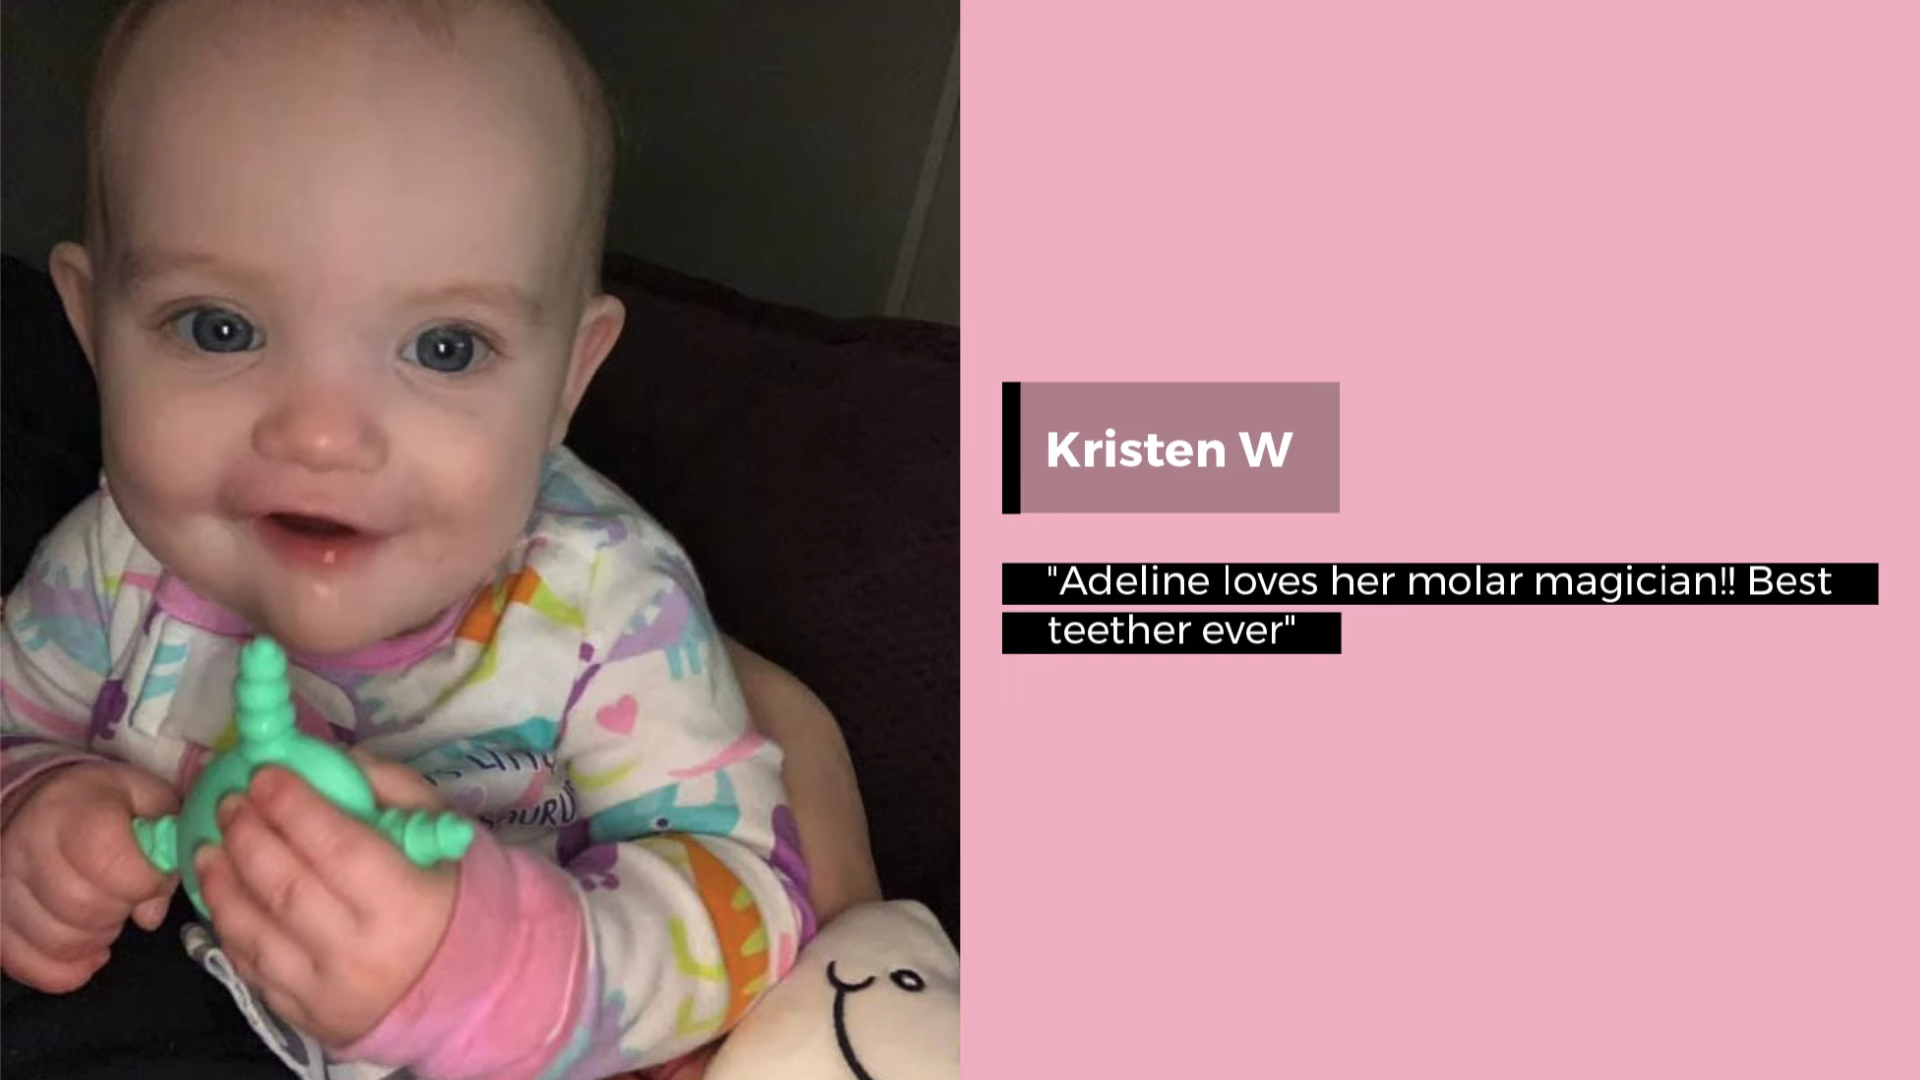 Kristen W
"Adeline loves her molar magician!! Best
teether ever"